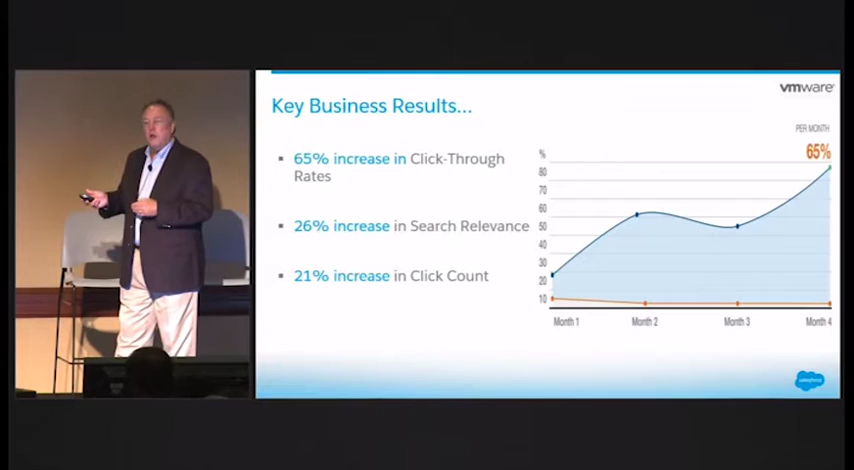 vmware
Key Business Results...
65% increase in Click-Through
Rates
26% increase in Search Relevance
21% increase in Click Count
PER MONTH
65%
%
80
70
60
50
40
30
20
10
Month 1
Month 2
Month 3
Month 4
salesforce